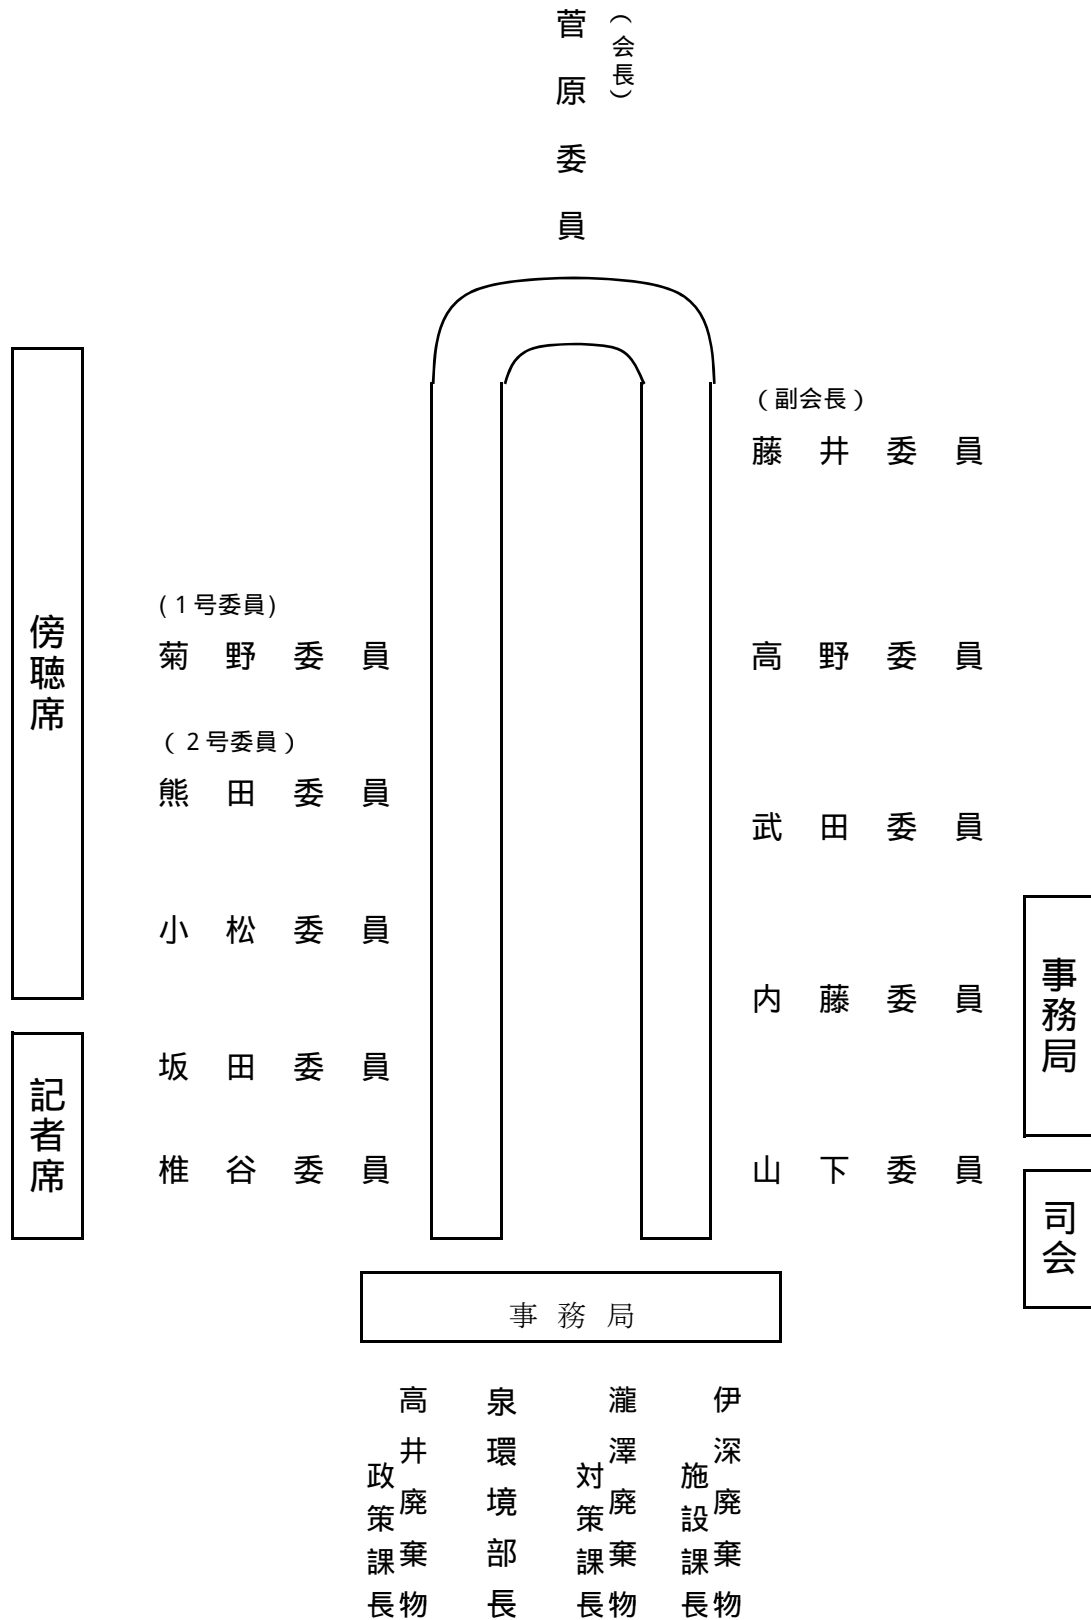 （会長）
菅原委員
（副会長）
藤井委員
(１号委員)
菊野委員
高野委員
（２号委員）
熊田委員
武田委員
小松委員
内藤委員
坂田委員
椎谷委員
山下委員
傍聴席
記者席
事務局
司会
事務局
高井廃棄物
政策課長
泉環境部長
瀧澤廃棄物
対策課長
伊深廃棄物
施設課長